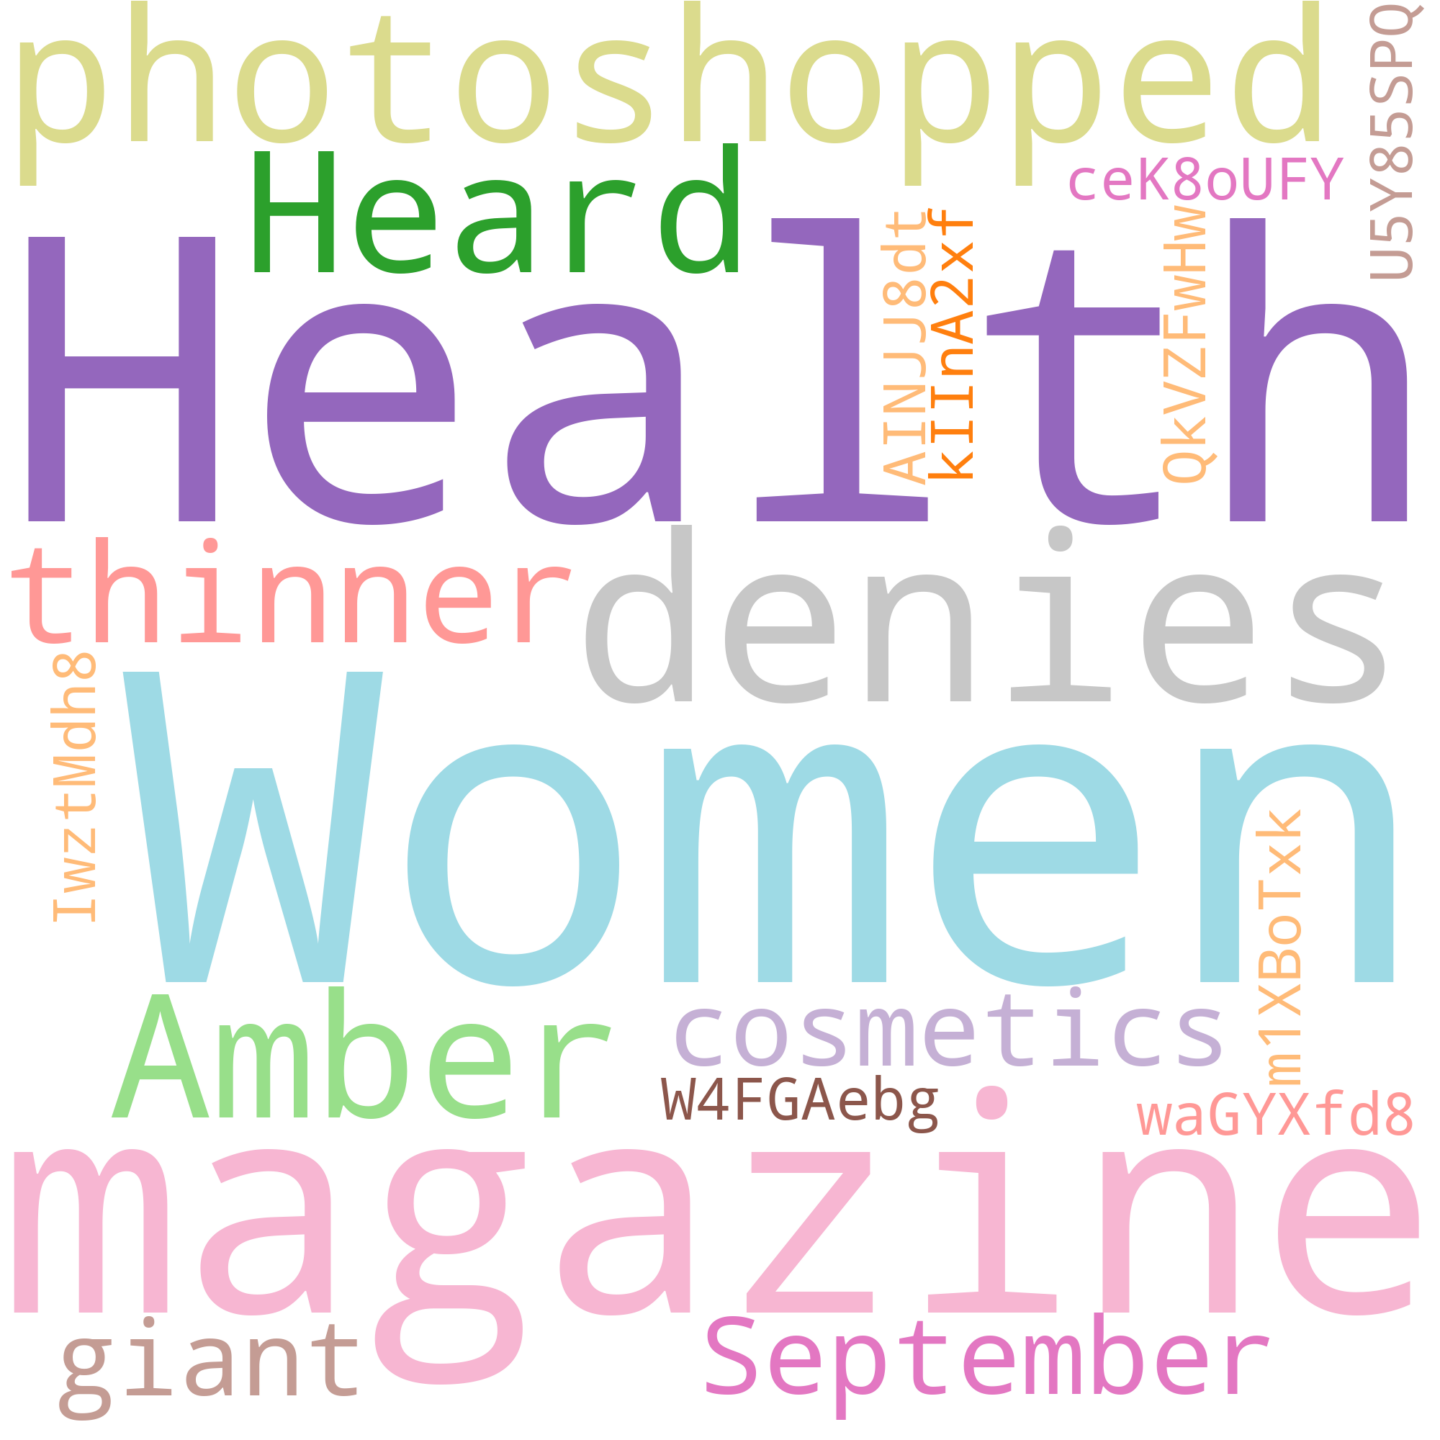 photoshopped
U5Y85SPQ
Heard
ceK8oUFY
Health
AINJJ8dt
kIInA2xf
QkVZFwHw
thinner
denies
IwztMdh8
Women
m1XBoTxk
Amber
cosmetics
W4FGAebg
waGYXfd8
magazine
giant
September